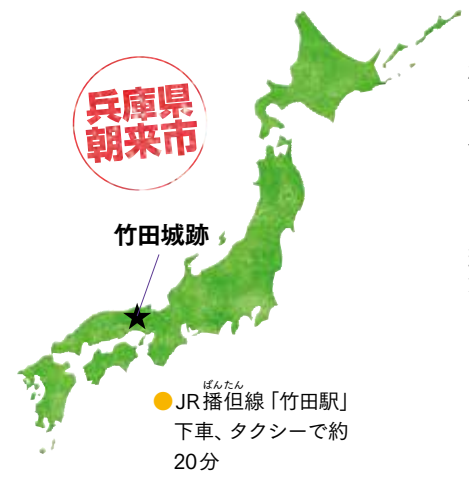 兵庫県
朝来市
竹田城跡
ばんたん
●JR播但線「竹田駅」
下車、タクシーで約
20分